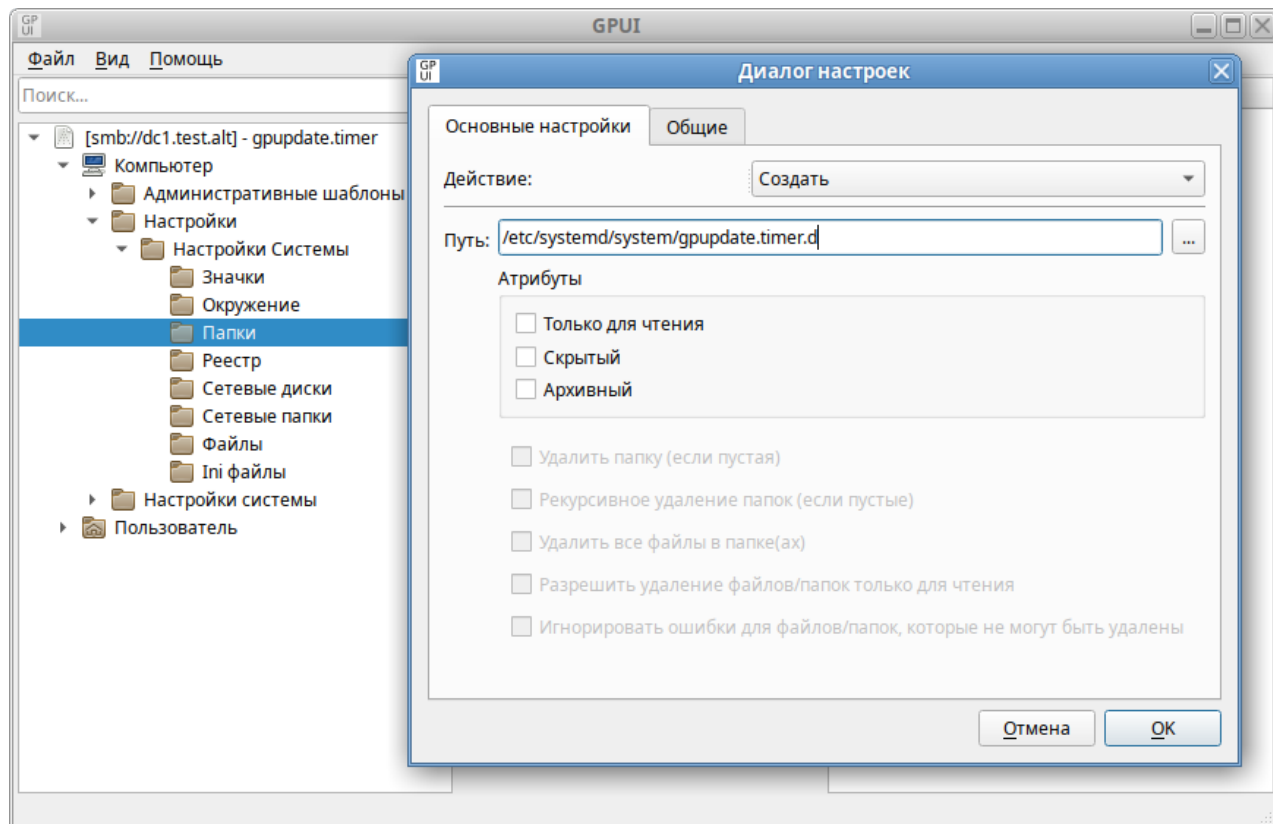 GP
UI
GPUI
Файл Вид Помощь
Поиск...
[smb://dc1.test.alt] - gpupdate.timer
Компьютер
Административные шаблоны
Настройки
Настройки Системы
Значки
Окружение
Папки
Реестр
Сетевые диски
Сетевые папки
Файлы
Ini файлы
Настройки системы
Пользователь
GP
UI
Диалог настроек
Основные настройки Общие
Действие: Создать
Путь: /etc/systemd/system/gpupdate.timer.d ...
Атрибуты
Только для чтения
Скрытый
Архивный
Удалить папку (если пустая)
Рекурсивное удаление папок (если пустые)
Удалить все файлы в папке(ах)
Разрешить удаление файлов/папок только для чтения
Игнорировать ошибки для файлов/папок, которые не могут быть удалены
Отмена OK